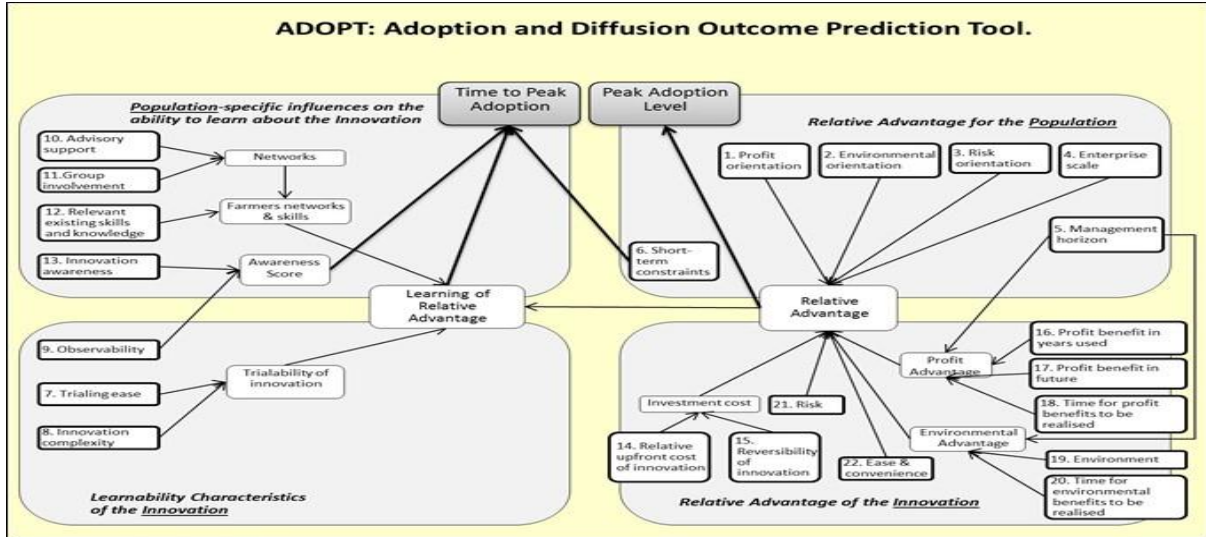 ADOPT: Adoption and Diffusion Outcome Prediction Tool.
Time to Peak
Adoption
Peak Adoption
Level
Population-specific influences on the
ability to learn about the Innovation
10. Advisory
support
11.Group
involvement
Networks
12. Relevant
existing skills
and knowledge
Farmers networks
& skills
13. Innovation
awareness
Awareness
Score
Relative Advantage for the Population
1. Profit
orientation
2. Environmental
orientation
3. Risk
orientation
4. Enterprise
scale
5. Management
horizon
6. Short-
term
constraints
Learning of
Relative
Advantage
Relative
Advantage
9. Observability
7. Trialing ease
8. Innovation
complexity
Trialability of
innovation
Learnability Characteristics
of the Innovation
Profit
Advantage
16. Profit benefit in
years used
17. Profit benefit in
future
18. Time for profit
benefits to be
realised
Investment cost
21. Risk
14. Relative
upfront cost
of innovation
15.
Reversibility
of
innovation
22. Ease &
convenience
Environmental
Advantage
19. Environment
20. Time for
environmental
benefits to be
realised
Relative Advantage of the Innovation